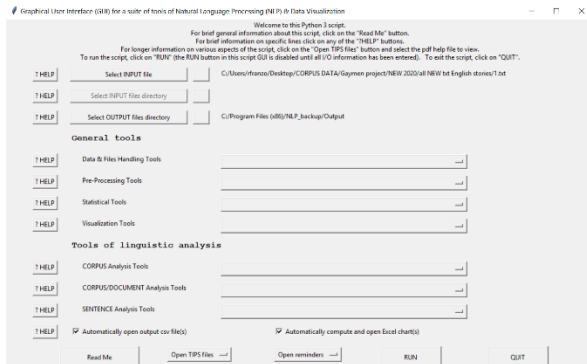 Graphical User Interface (GUI) for a suite of tools of Natural Language Processing (NLP) & Data Visualization
Welcome to this Python 3 script.
For brief general information about this script, click on the "Read Me" button.
For brief information on specific lines click on any of the "?HELP" buttons.
For longer information on various aspects of the script, click on the "Open TIPS files" button and select the pdf help file to view.
To run the script, click on "RUN" (the RUN button in this script GUI is disabled until all I/O information has been entered). To exit the script, click on "QUIT".
? HELP Select INPUT file C:/Users/rfranzo/Desktop/CORPUS DATA/Gaymen project/NEW 2020/all NEW txt English stories/1.txt
? HELP Select INPUT files directory
? HELP Select OUTPUT files directory C:/Program Files (x86)/NLP_backup/Output
General tools
? HELP Data & Files Handling Tools
? HELP Pre-Processing Tools
? HELP Statistical Tools
? HELP Visualization Tools
Tools of linguistic analysis
? HELP CORPUS Analysis Tools
? HELP CORPUS/DOCUMENT Analysis Tools
? HELP SENTENCE Analysis Tools
? HELP Automatically open output csv file(s) Automatically compute and open Excel chart(s)
Read Me Open TIPS files Open reminders RUN QUIT